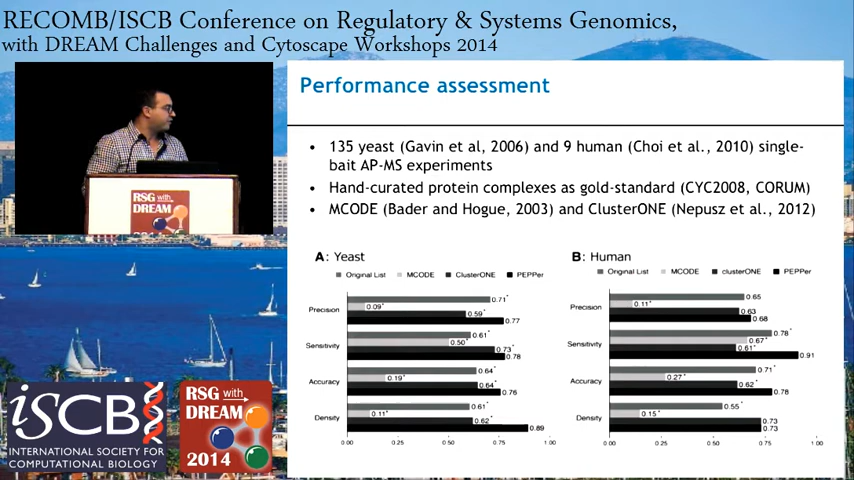 RECOMB/ISCB Conference on Regulatory & Systems Genomics,
with DREAM Challenges and Cytoscape Workshops 2014
RSG with
DREAM
Performance assessment
• 135 yeast (Gavin et al, 2006) and 9 human (Choi et al., 2010) single-
bait AP-MS experiments
• Hand-curated protein complexes as gold-standard (CYC2008, CORUM)
• MCODE (Bader and Hogue, 2003) and ClusterONE (Nepusz et al., 2012)
A: Yeast
Original List MCODE ClusterONE PEPPer
Precision
0.71*
0.09*
0.59*
0.77
Sensitivity
0.61*
0.50*
0.73*
0.78
Accuracy
0.64*
0.19*
0.64*
0.76
Density
0.61*
0.11*
0.62*
0.89
0.00 0.25 0.50 0.75 1.00
B: Human
Original List MCODE clusterONE PEPPer
Precision
0.65
0.11*
0.63
0.68
Sensitivity
0.78*
0.67*
0.61*
0.91
Accuracy
0.71*
0.27*
0.62*
0.78
Density
0.55*
0.15*
0.73
0.73
0.00 0.25 0.50 0.75 1.00
iSCB
INTERNATIONAL SOCIETY FOR
COMPUTATIONAL BIOLOGY
RSG with
DREAM
2014